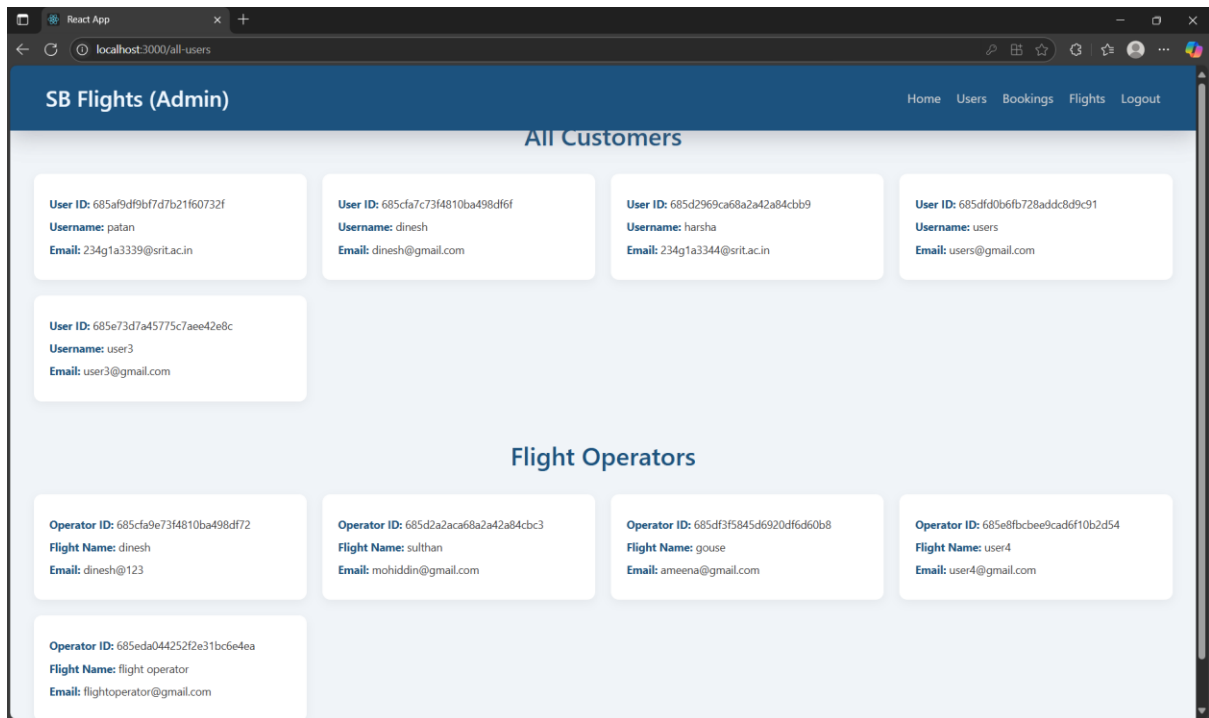 React App
localhost:3000/all-users
SB Flights (Admin)
Home Users Bookings Flights Logout
All Customers
User ID: 685af9df9bf7d7b21f60732f
Username: patan
Email: 234g1a3339@srit.ac.in
User ID: 685cfa7c73f4810ba498df6f
Username: dinesh
Email: dinesh@gmail.com
User ID: 685d2969ca68a2a42a84cbb9
Username: harsha
Email: 234g1a3344@srit.ac.in
User ID: 685dfd0b6fb728addc8d9c91
Username: users
Email: users@gmail.com
User ID: 685e73d7a45775c7aee42e8c
Username: user3
Email: user3@gmail.com
Flight Operators
Operator ID: 685cfa9e73f4810ba498df72
Flight Name: dinesh
Email: dinesh@123
Operator ID: 685d2a2aca68a2a42a84cbc3
Flight Name: sulthan
Email: mohiddin@gmail.com
Operator ID: 685df3f5845d6920df6d60b8
Flight Name: gouse
Email: ameena@gmail.com
Operator ID: 685e8fbcbee9cad6f10b2d54
Flight Name: user4
Email: user4@gmail.com
Operator ID: 685eda044252f2e31bc6e4ea
Flight Name: flight operator
Email: flightoperator@gmail.com